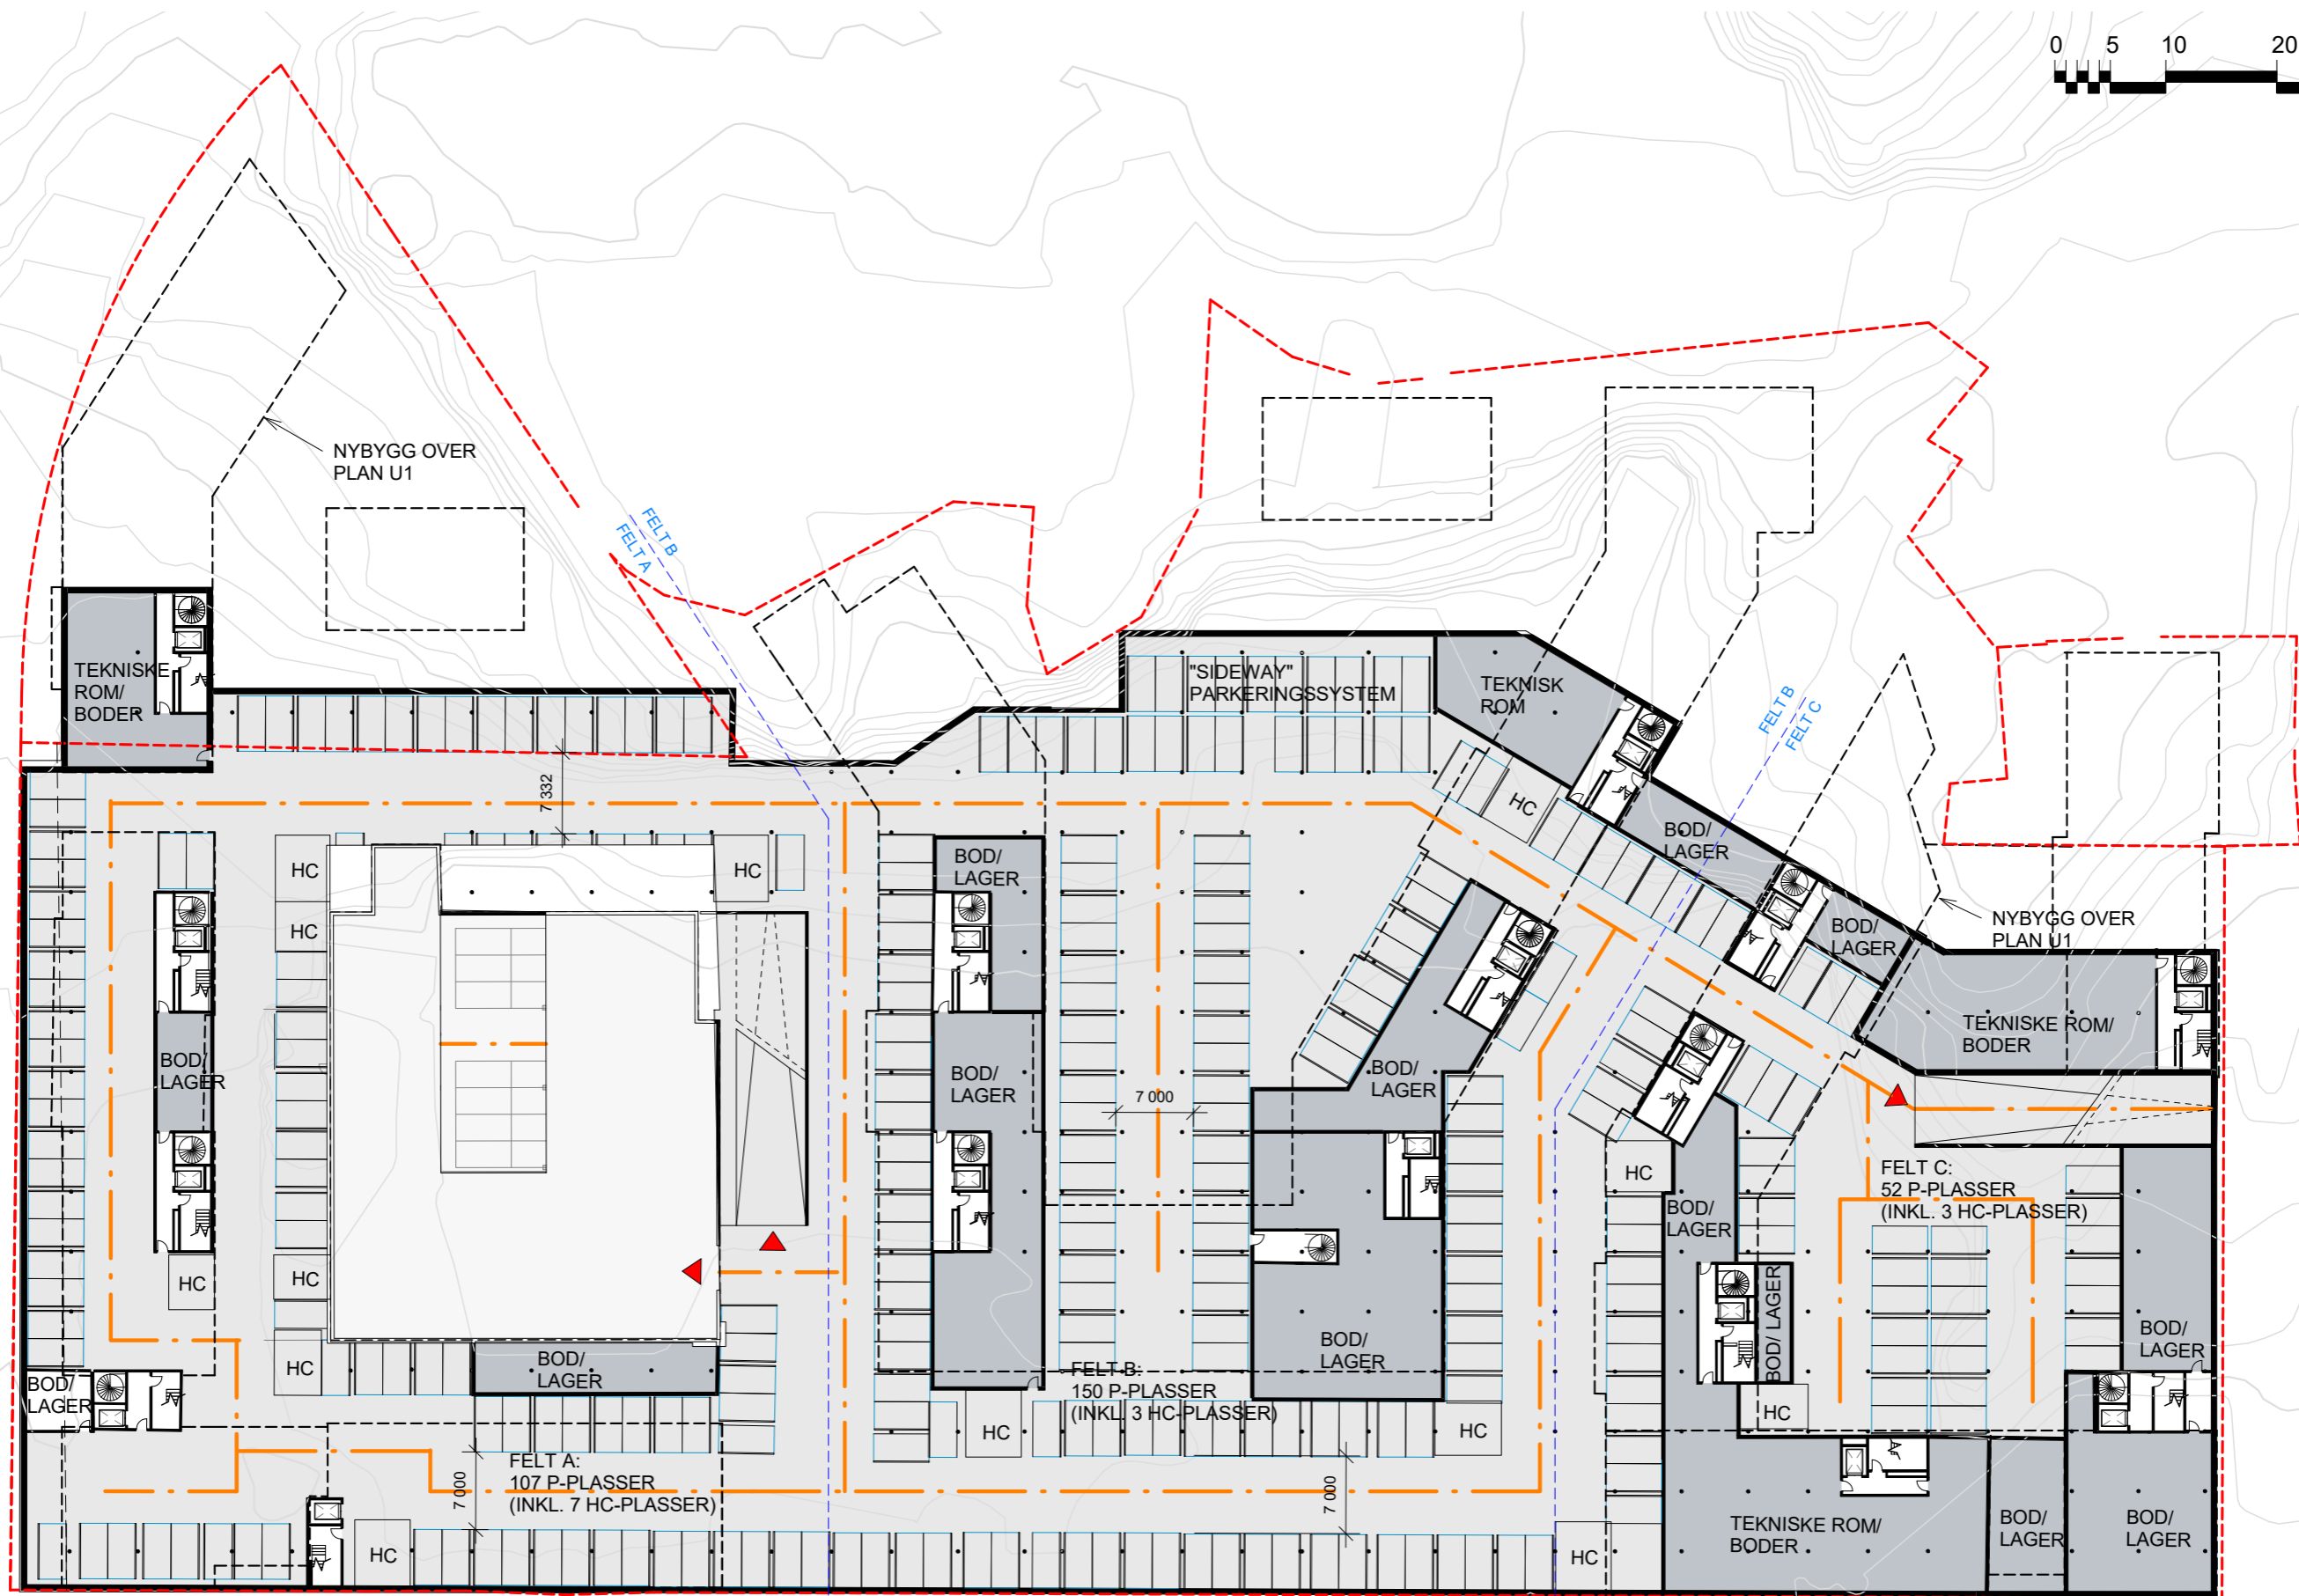 0 5 10 20
NYBYGG OVER
PLAN U1
FELT B
FELT A
TEKNISKE
ROM/
BODER
"SIDEWAY"
PARKERINGSSYSTEM
TEKNISK
ROM
FELT B
FELT C
7 332
HC
HC
HC
HC
BOD/
LAGER
BOD/
LAGER
BOD/
LAGER
NYBYGG OVER
PLAN U1
TEKNISKE ROM/
BODER
BOD/
LAGER
BOD/
LAGER
BOD/
LAGER
7 000
HC
FELT C:
52 P-PLASSER
(INKL. 3 HC-PLASSER)
BOD/
LAGER
HC
HC
BOD/ LAGER
BOD/
LAGER
BOD/
LAGER
BOD/
LAGER
HC
BOD/
LAGER
FELT B:
150 P-PLASSER
(INKL. 3 HC-PLASSER)
HC
HC
HC
FELT A:
107 P-PLASSER
(INKL. 7 HC-PLASSER)
7 000
7 000
TEKNISKE ROM/
BODER
BOD/
LAGER
BOD/
LAGER
HC
HC